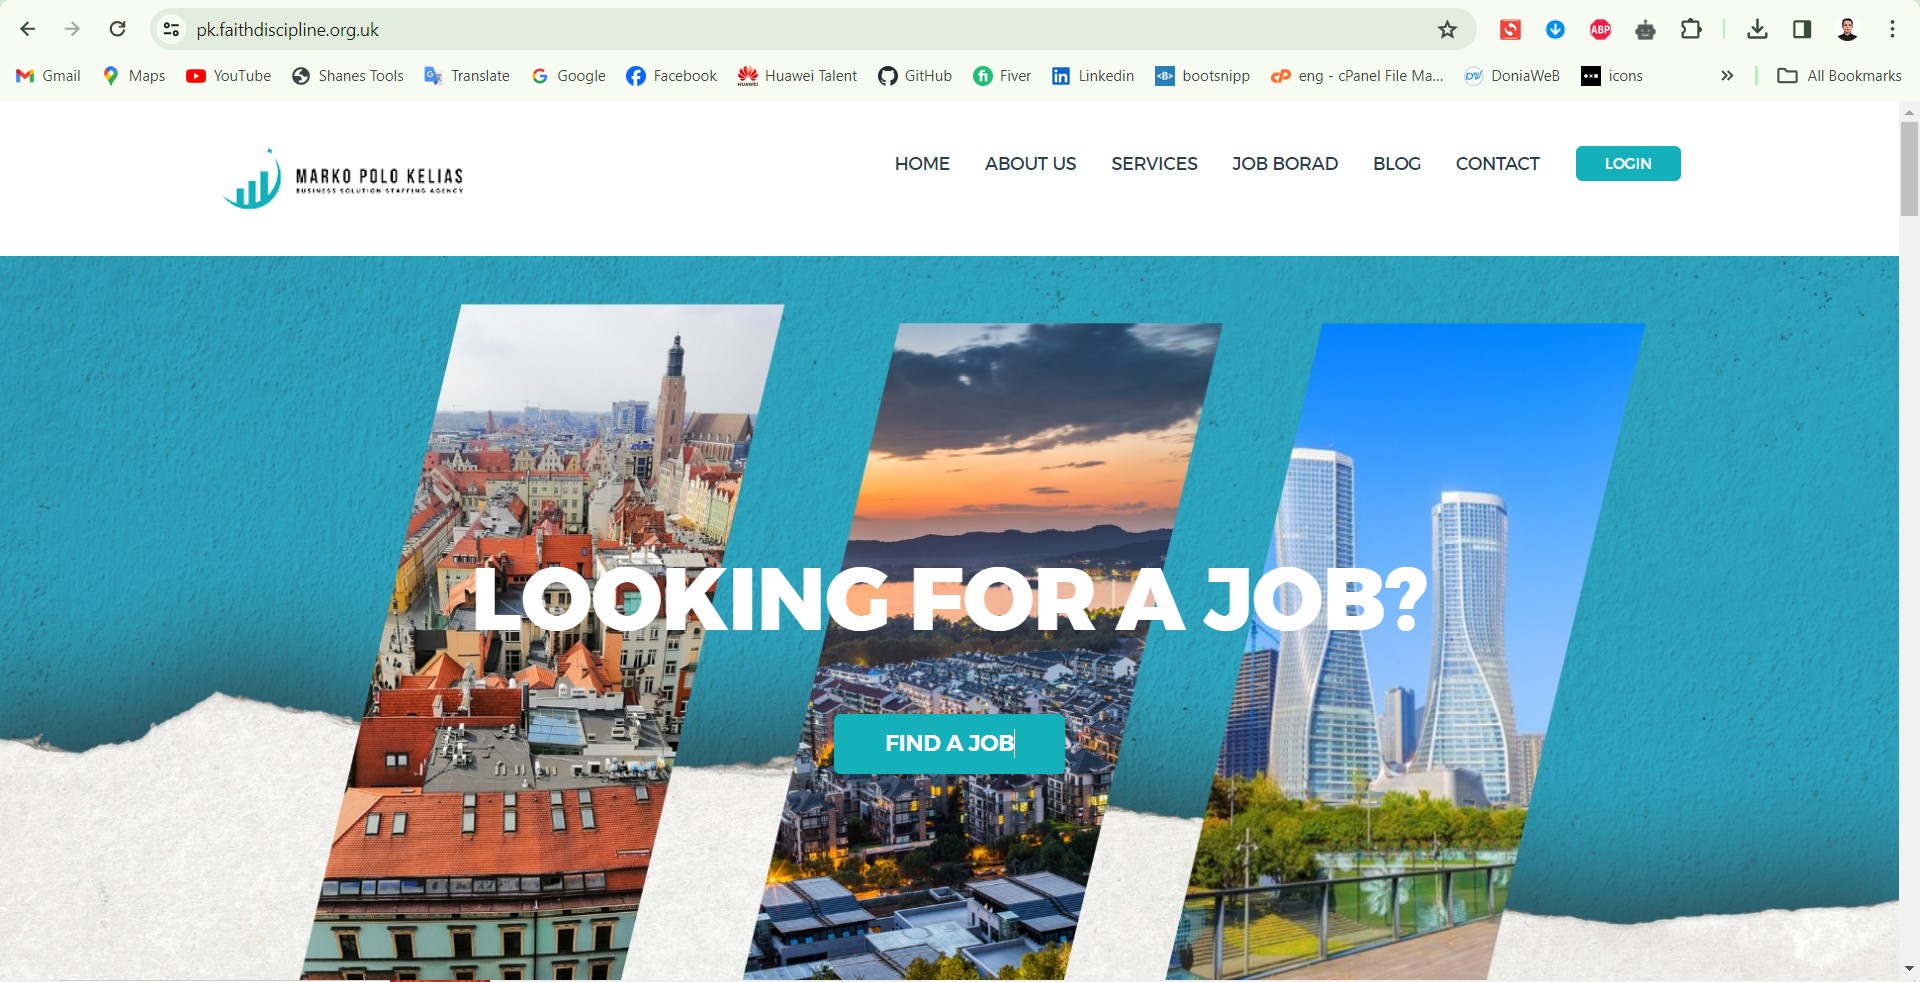 pk.faithdiscipline.org.uk
ABP
Gmail Maps YouTube Shanes Tools Translate Google Facebook Huawei Talent GitHub Fiver Linkedin bootsnipp eng - cPanel File Ma... DoniaWeB icons » All Bookmarks
MARKO POLO KELIAS
BUSINESS SOLUTION STAFFING AGENCY
HOME ABOUT US SERVICES JOB BORAD BLOG CONTACT LOGIN
LOOKING FOR A JOB?
FIND A JOB